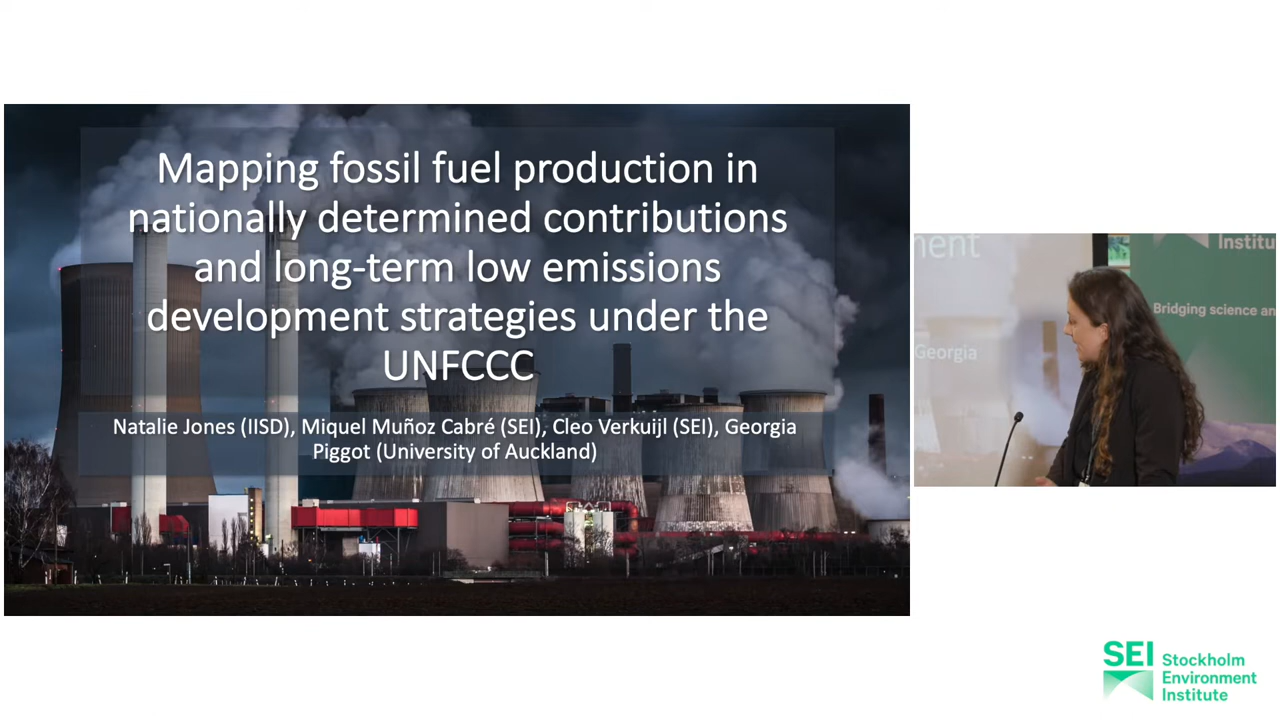 Mapping fossil fuel production in
nationally determined contributions
and long-term low emissions
development strategies under the
UNFCCC
Natalie Jones (IISD), Miquel Muñoz Cabré (SEI), Cleo Verkuijl (SEI), Georgia
Piggot (University of Auckland)
Georgia
Bridging science
SEI Stockholm
Environment
Institute